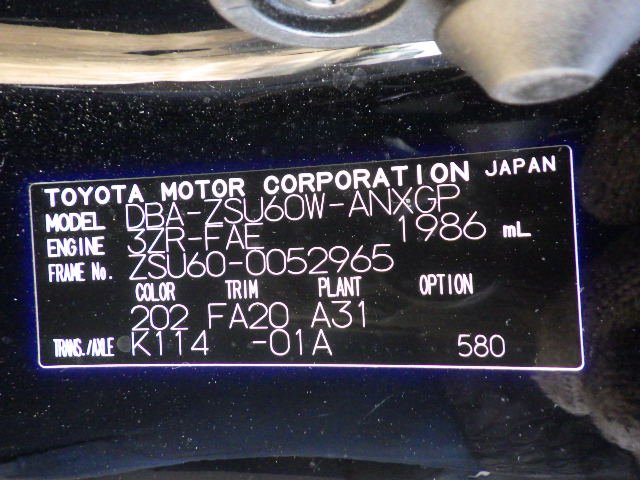 TOYOTA MOTOR CORPORATION JAPAN
MODEL DBA-ZSU60W-ANXGP
ENGINE 3ZR-FAE 1986 mL
FRAME No. ZSU60-0052965
COLOR TRIM PLANT OPTION
202 FA20 A31
TRANS./AXLE K114 -01A 580